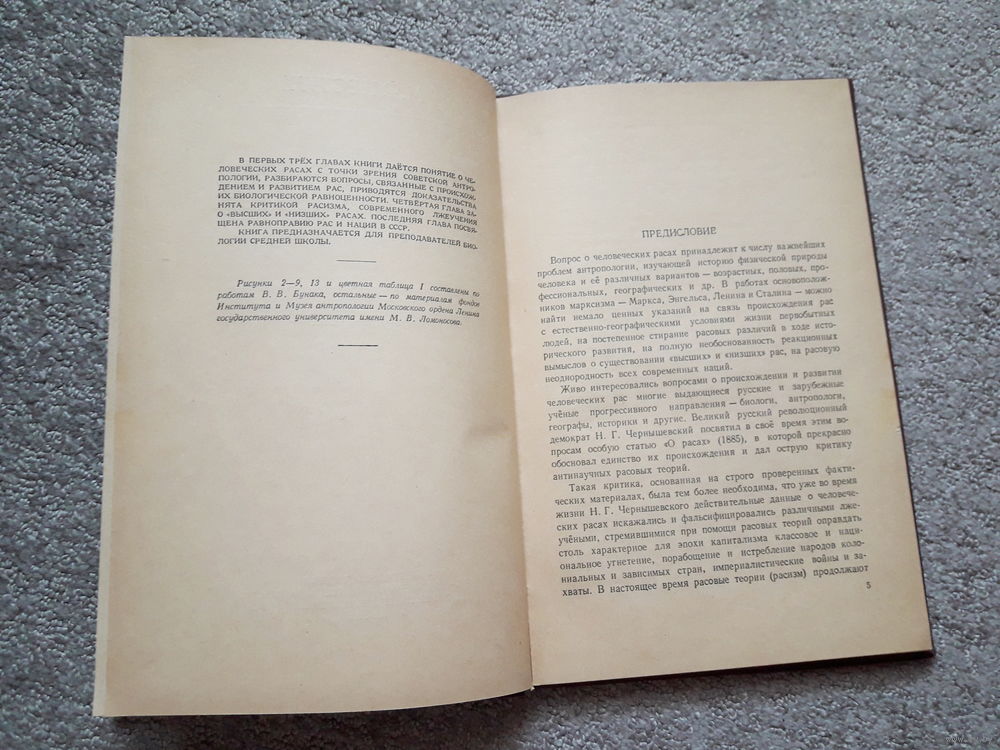 В ПЕРВЫХ ТРЁХ ГЛАВАХ КНИГИ ДАЁТСЯ ПОНЯТИЕ О ЧЕ-
ЛОВЕЧЕСКИХ РАСАХ С ТОЧКИ ЗРЕНИЯ СОВЕТСКОЙ АНТРО-
ПОЛОГИИ, РАЗБИРАЮТСЯ ВОПРОСЫ, СВЯЗАННЫЕ С ПРОИСХОЖ-
ДЕНИЕМ И РАЗВИТИЕМ РАС, ПРИВОДЯТСЯ ДОКАЗАТЕЛЬСТВА
ИХ БИОЛОГИЧЕСКОЙ РАВНОЦЕННОСТИ. ЧЕТВЁРТАЯ ГЛАВА ЗА-
НЯТА КРИТИКОЙ РАСИЗМА, СОВРЕМЕННОГО ЛЖЕУЧЕНИЯ
О «ВЫСШИХ» И «НИЗШИХ» РАСАХ. ПОСЛЕДНЯЯ ГЛАВА ПОСВЯ-
ЩЕНА РАВНОПРАВИЮ РАС И НАЦИЙ В СССР.
КНИГА ПРЕДНАЗНАЧАЕТСЯ ДЛЯ ПРЕПОДАВАТЕЛЕЙ БИО-
ЛОГИИ СРЕДНЕЙ ШКОЛЫ.
Рисунки 2—9, 13 и цветная таблица I составлены по
работам В. В. Бунака, остальные — по материалам фондов
Института и Музея антропологии Московского ордена Ленина
государственного университета имени М. В. Ломоносова.
ПРЕДИСЛОВИЕ
Вопрос о человеческих расах принадлежит к числу важнейших
проблем антропологии, изучающей историю физической природы
человека и её различных вариантов — возрастных, половых, про-
фессиональных, географических и др. В работах основополож-
ников марксизма — Маркса, Энгельса, Ленина и Сталина — можно
найти немало ценных указаний на связь происхождения рас
с естественно-географическими условиями жизни первобытных
людей, на постепенное стирание расовых различий в ходе исто-
рического развития, на полную необоснованность реакционных
вымыслов о существовании «высших» и «низших» рас, на расовую
неоднородность всех современных наций.
Живо интересовались вопросами о происхождении и развитии
человеческих рас многие выдающиеся русские и зарубежные
учёные прогрессивного направления — биологи, антропологи,
географы, историки и другие. Великий русский революционный
демократ Н. Г. Чернышевский посвятил в своё время этим во-
просам особую статью «О расах» (1885), в которой прекрасно
обосновал единство их происхождения и дал острую критику
антинаучных расовых теорий.
Такая критика, основанная на строго проверенных факти-
ческих материалах, была тем более необходима, что уже во время
жизни Н. Г. Чернышевского действительные данные о человече-
ских расах искажались и фальсифицировались различными лже-
учёными, стремившимися при помощи расовых теорий оправдать
столь характерное для эпохи капитализма классовое и наци-
ональное угнетение, порабощение и истребление народов коло-
ниальных и зависимых стран, империалистические войны и за-
хваты. В настоящее время расовые теории (расизм) продолжают
5